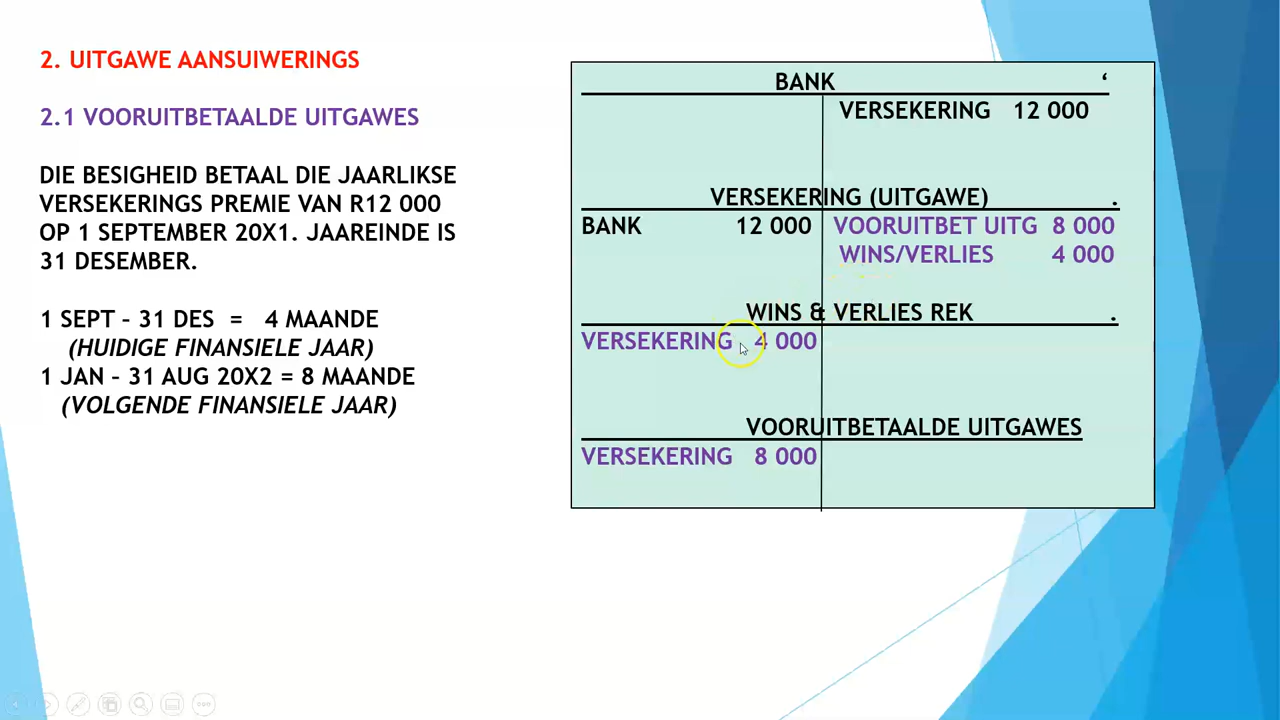 2. UITGAWE AANSUIWERINGS
2.1 VOORUITBETAALDE UITGAWES
DIE BESIGHEID BETAAL DIE JAARLIKSE
VERSEKERINGS PREMIE VAN R12 000
OP 1 SEPTEMBER 20X1. JAAREINDE IS
31 DESEMBER.
1 SEPT – 31 DES = 4 MAANDE
(HUIDIGE FINANSIELE JAAR)
1 JAN – 31 AUG 20X2 = 8 MAANDE
(VOLGENDE FINANSIELE JAAR)
BANK ‘
VERSEKERING 12 000
VERSEKERING (UITGAWE) .
BANK 12 000 VOORUITBET UITG 8 000
WINS/VERLIES 4 000
WINS & VERLIES REK .
VERSEKERING 4 000
VOORUITBETAALDE UITGAWES
VERSEKERING 8 000